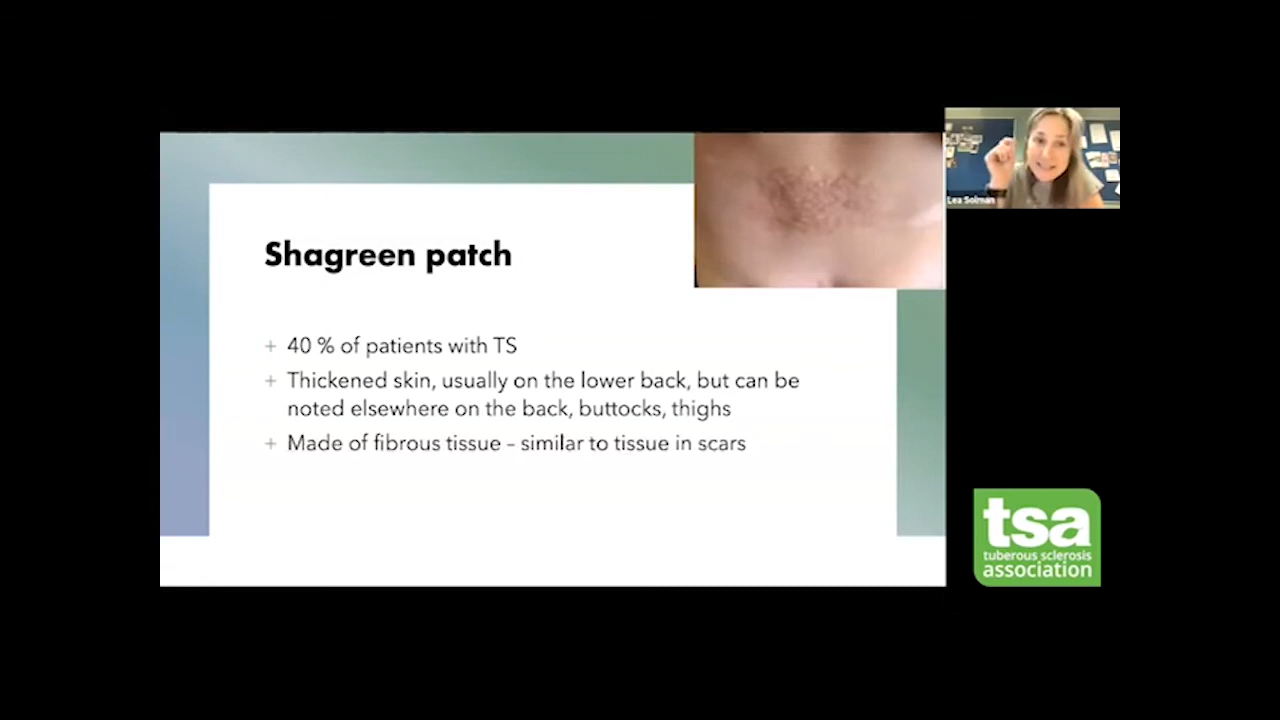 Shagreen patch
+ 40 % of patients with TS
+ Thickened skin, usually on the lower back, but can be
noted elsewhere on the back, buttocks, thighs
+ Made of fibrous tissue – similar to tissue in scars
Lea Solman
tsa
tuberous sclerosis
association